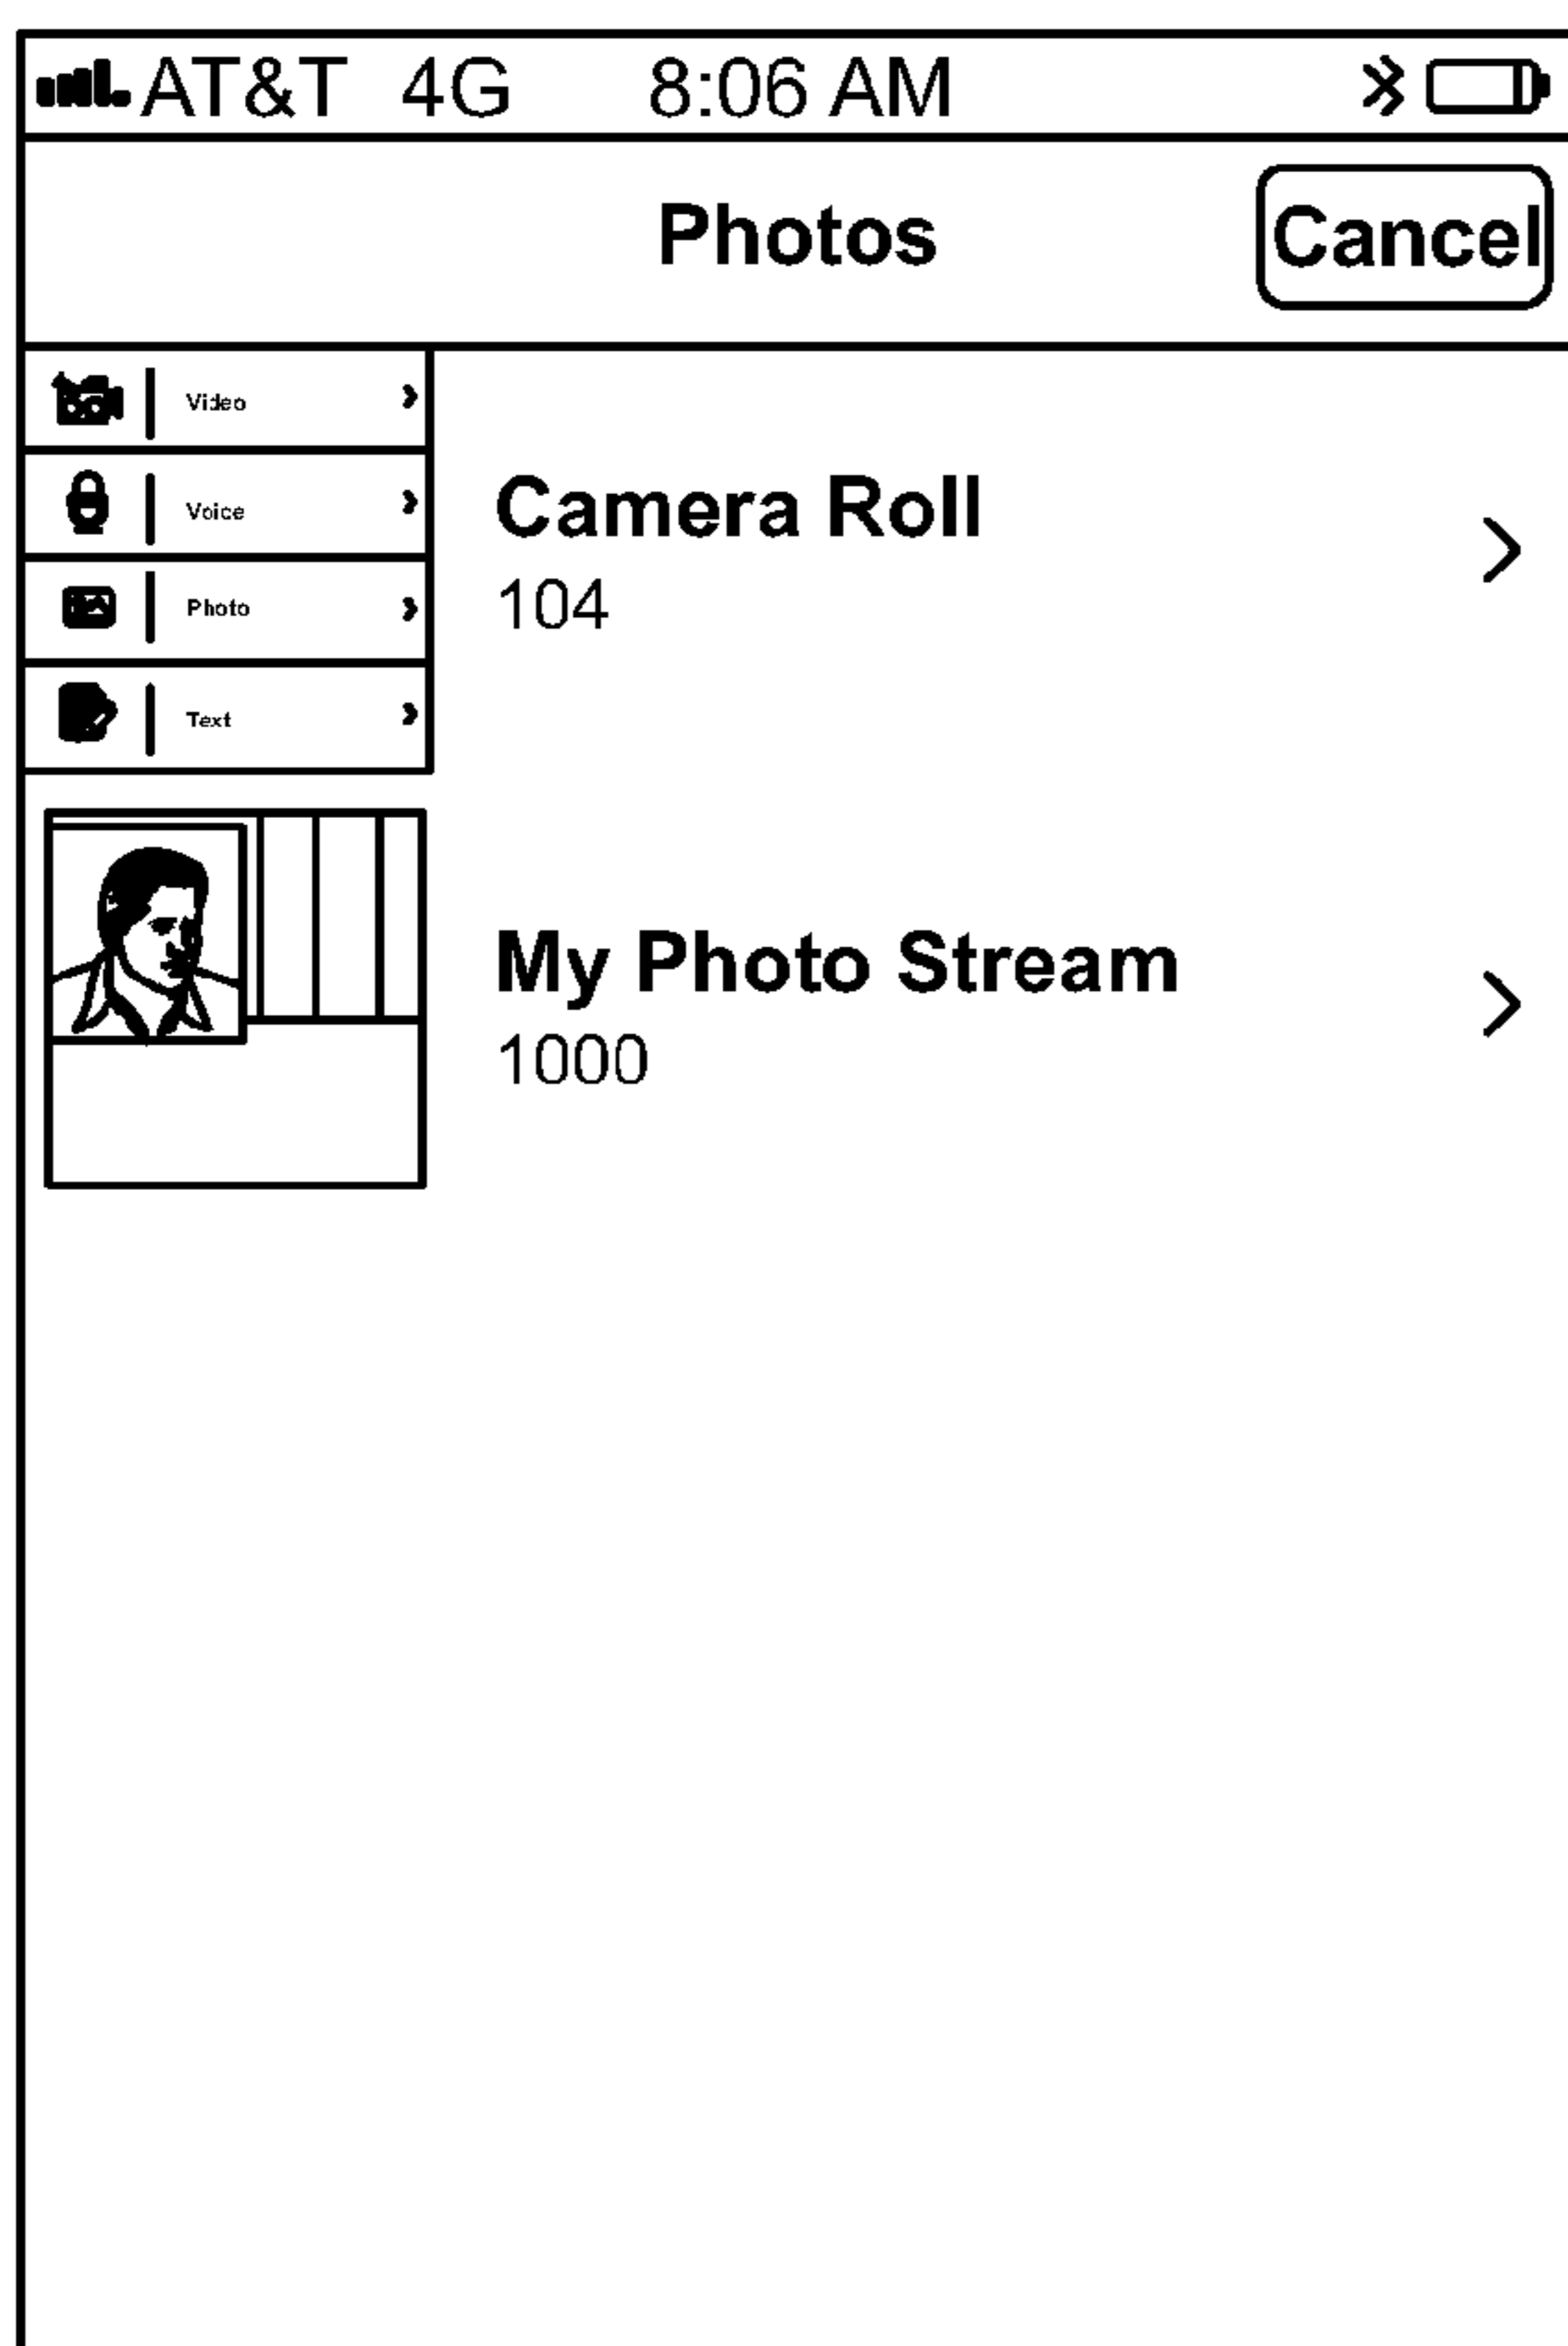 AT&T 4G 8:06 AM
Photos
Cancel
Video
Voice
Photo
Text
Camera Roll
104
My Photo Stream
1000